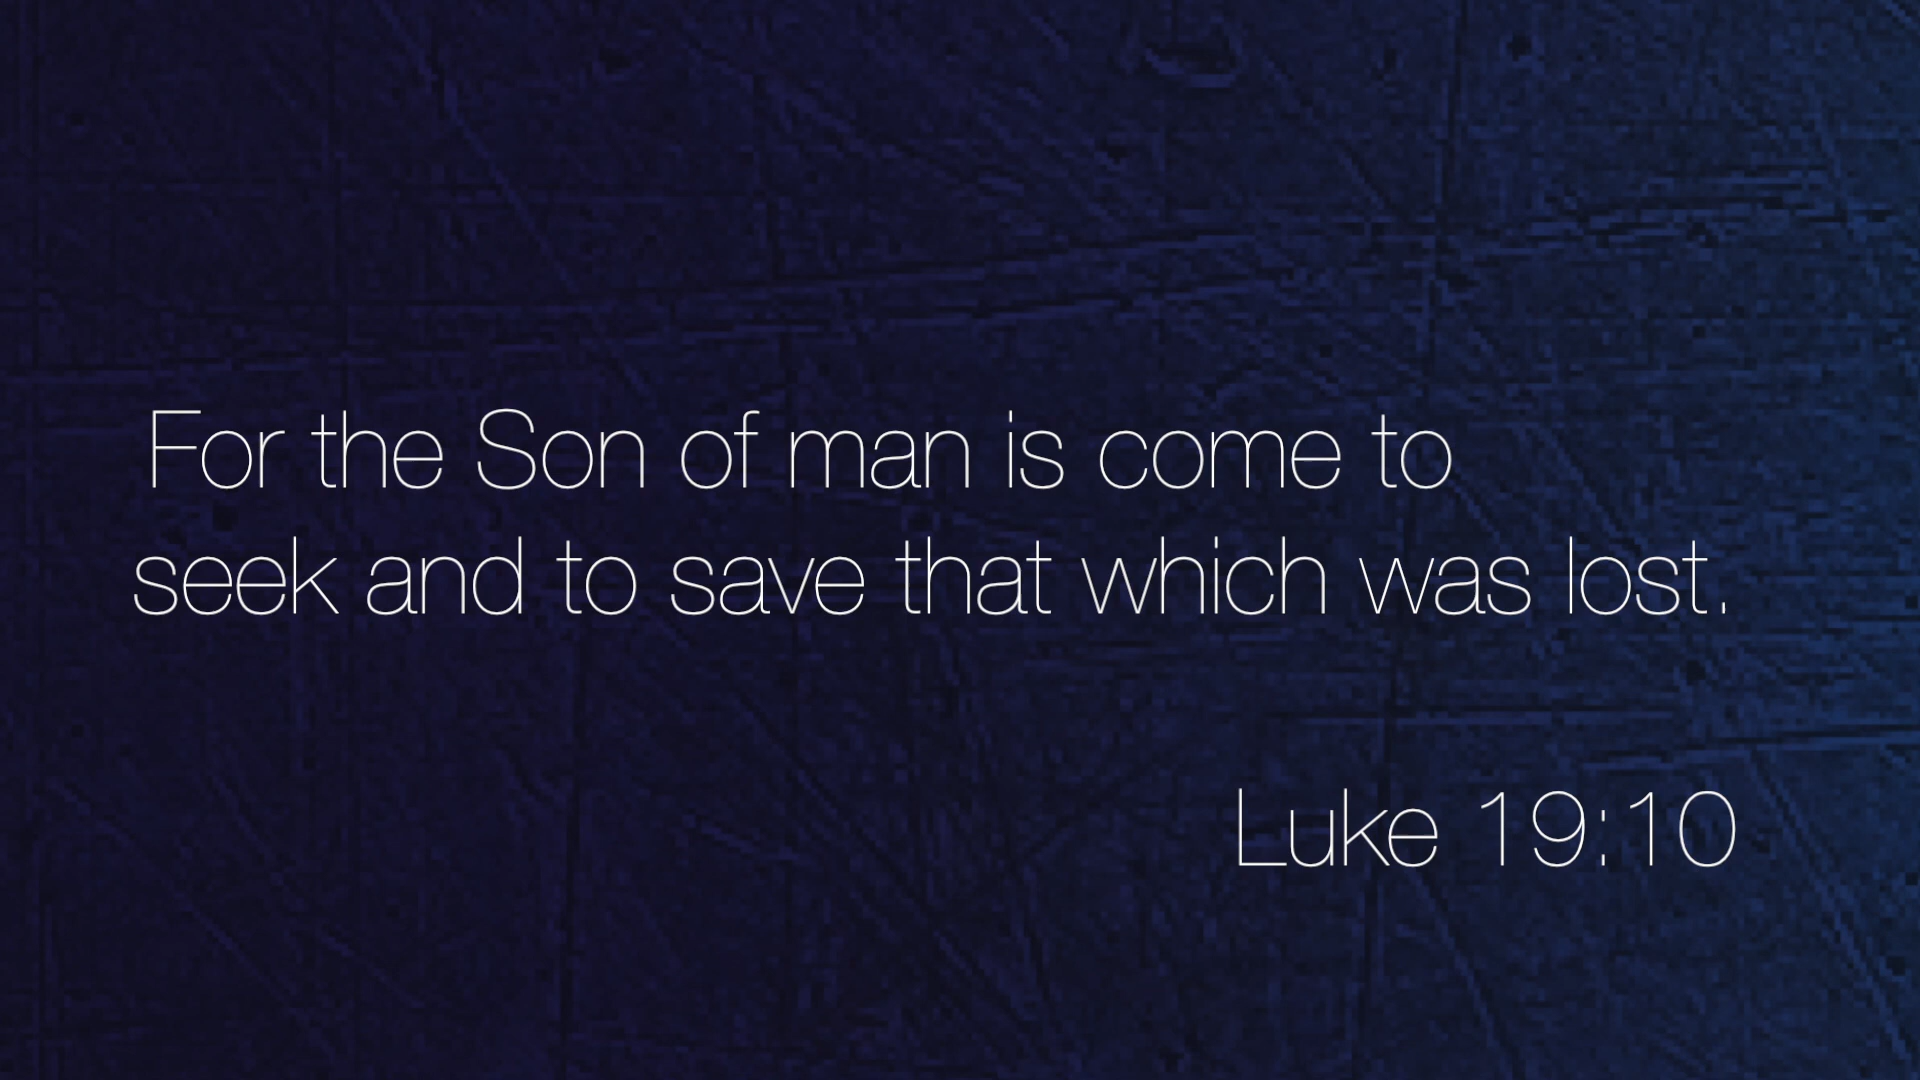 For the Son of man is come to
seek and to save that which was lost.
Luke 19:10